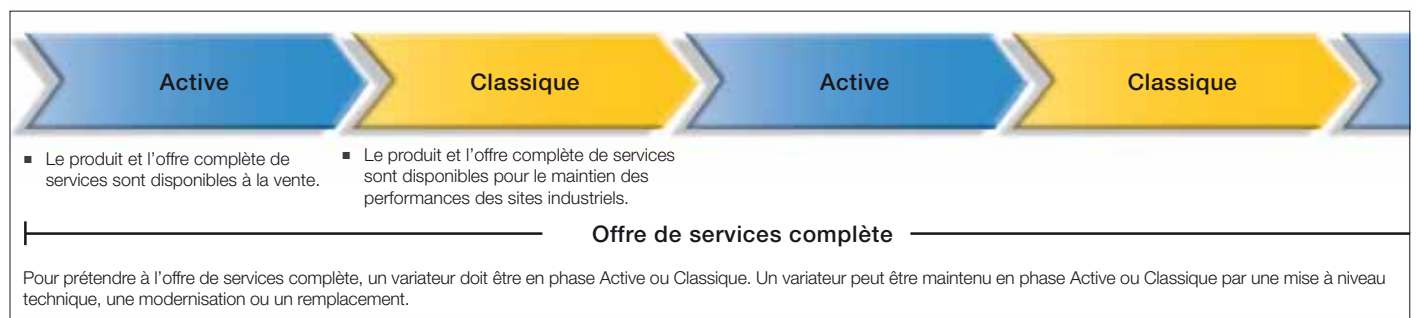 Active Classique Active Classique
■ Le produit et l’offre complète de
services sont disponibles à la vente.
■ Le produit et l’offre complète de services
sont disponibles pour le maintien des
performances des sites industriels.
Offre de services complète
Pour prétendre à l’offre de services complète, un variateur doit être en phase Active ou Classique. Un variateur peut être maintenu en phase Active ou Classique par une mise à niveau
technique, une modernisation ou un remplacement.